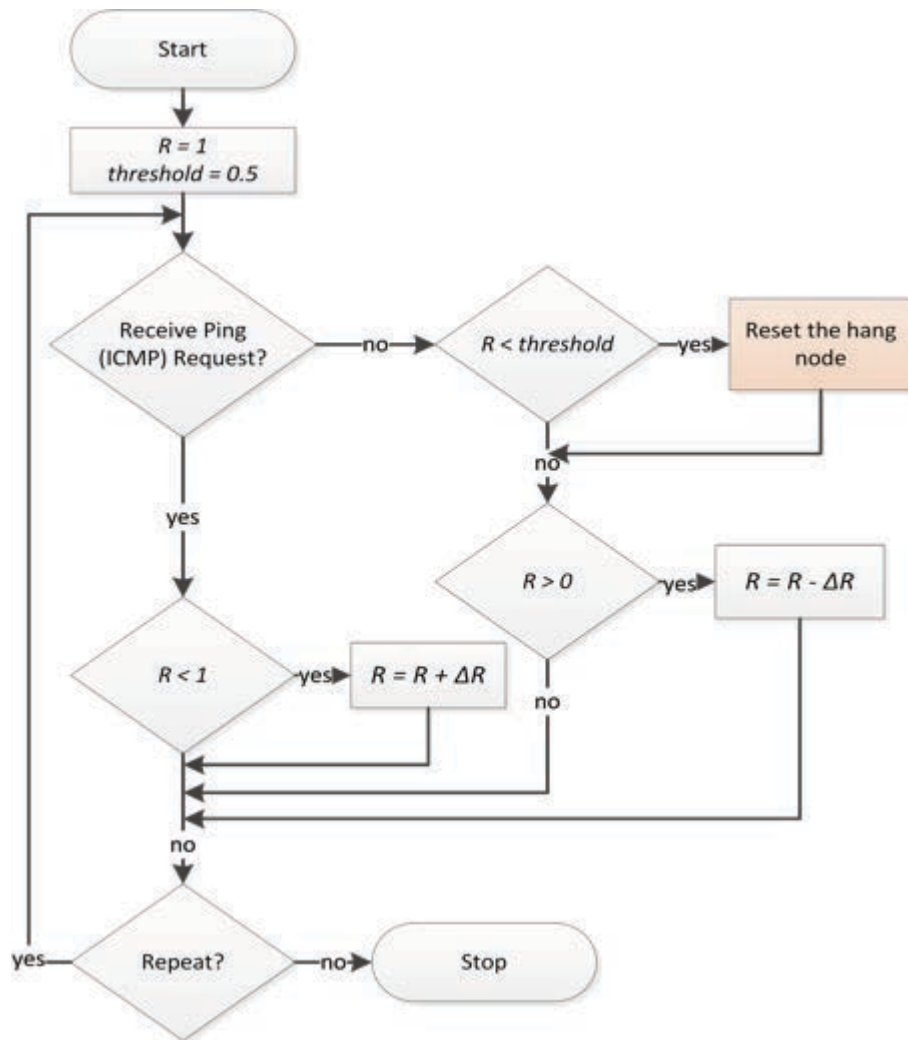 Start
R = 1
threshold = 0.5
Receive Ping
(ICMP) Request?
no
R < threshold
yes
Reset the hang
node
no
yes
R > 0
yes
R = R - ΔR
R < 1
yes
R = R + ΔR
no
no
Repeat?
yes
no
Stop